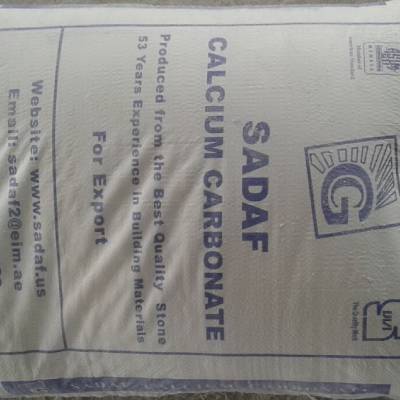 G
SADAF
CALCIUM CARBONATE
Produced from the Best Quality Stone
53 Years Experience in Building Materials
For Export
Website: www.sadaf.us
Email: sadaf2@eim.ae